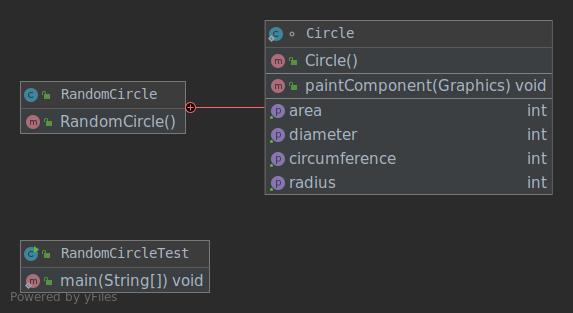 Circle
Circle()
paintComponent(Graphics) void
area int
diameter int
circumference int
radius int
RandomCircle
RandomCircle()
RandomCircleTest
main(String[]) void
Powered by yFiles